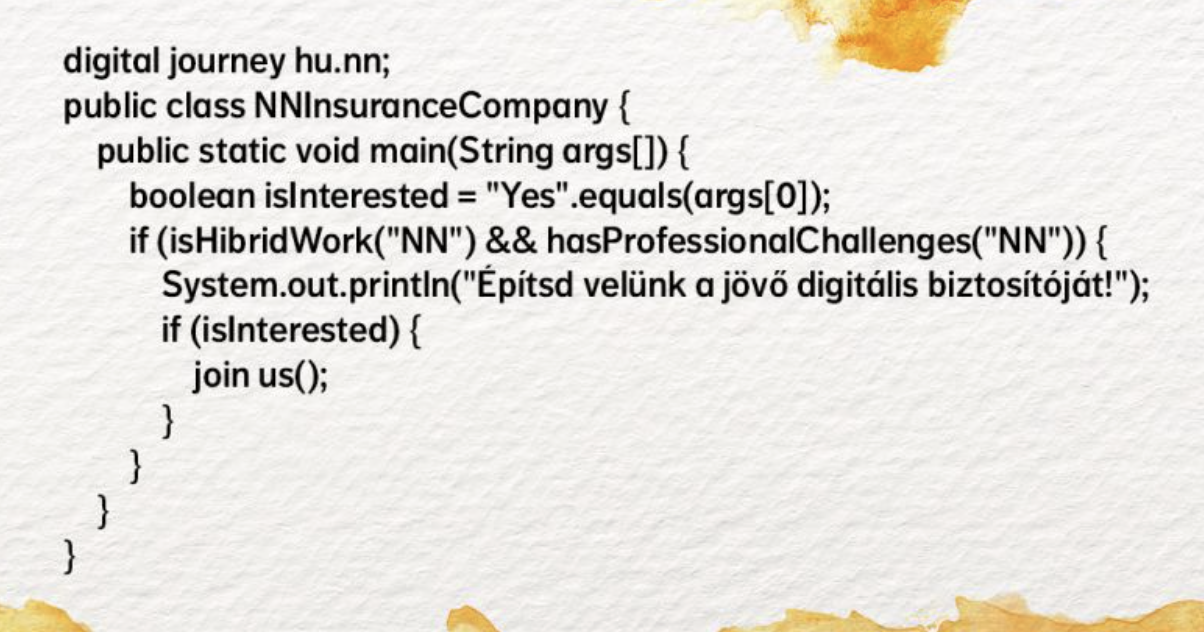 digital journey hu.nn;
public class NNInsuranceCompany {
public static void main(String args[]) {
boolean isInterested = "Yes".equals(args[0]);
if (isHibridWork("NN") && hasProfessionalChallenges("NN")) {
System.out.println("Építsd velünk a jövő digitális biztosítóját!");
if (isInterested) {
join us();
}
}
}
}